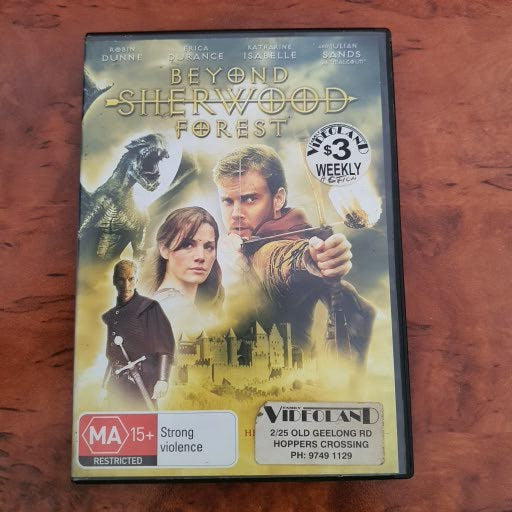 ROBIN DUNNE
ERICA DURANCE
KATHARINE ISABELLE
AND JULIAN SANDS
BEYOND
SHERWOOD
FOREST
VIDEOLAND
$3
WEEKLY
MA 15+
RESTRICTED
Strong
violence
FAMILY
VIDEOLAND
2/25 OLD GEELONG RD
HOPPERS CROSSING
PH: 9749 1129